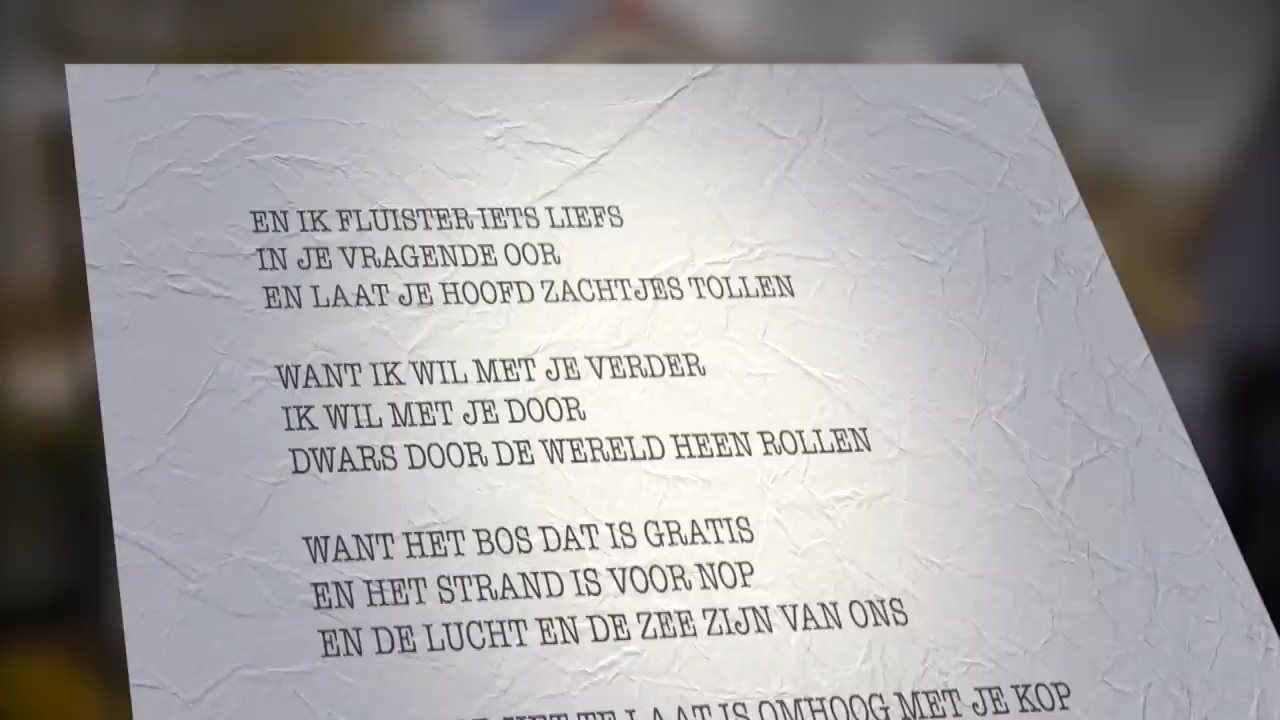 EN IK FLUISTER IETS LIEFS
IN JE VRAGENDE OOR
EN LAAT JE HOOFD ZACHTJES TOLLEN
WANT IK WIL MET JE VERDER
IK WIL MET JE DOOR
DWARS DOOR DE WERELD HEEN ROLLEN
WANT HET BOS DAT IS GRATIS
EN HET STRAND IS VOOR NOP
EN DE LUCHT EN DE ZEE ZIJN VAN ONS
HET TE LAAT IS OMHOOG MET JE KOP